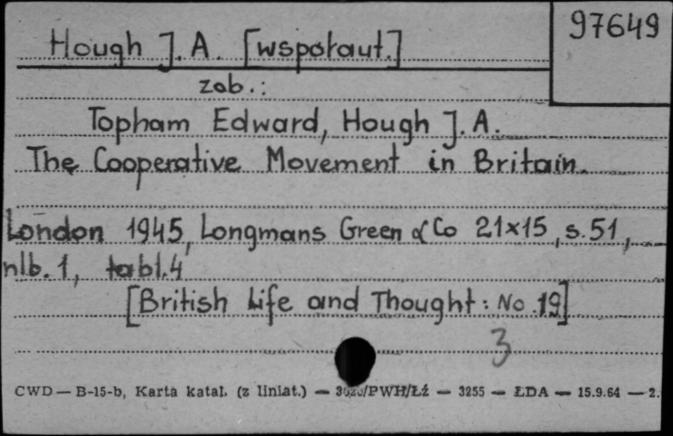 97649
Hough J. A. [współaut.]
zob.:
Topham Edward, Hough J. A.
The Cooperative Movement in Britain.
London 1945, Longmans Green & Co 21×15, s. 51,
nlb. 1, tabl. 4
[British Life and Thought: No. 19]
3
CWD — B-15-b, Karta katal. (z liniat.) — /PWH/Łź — 3255 — ŁDA — 15.9.64 — 2.